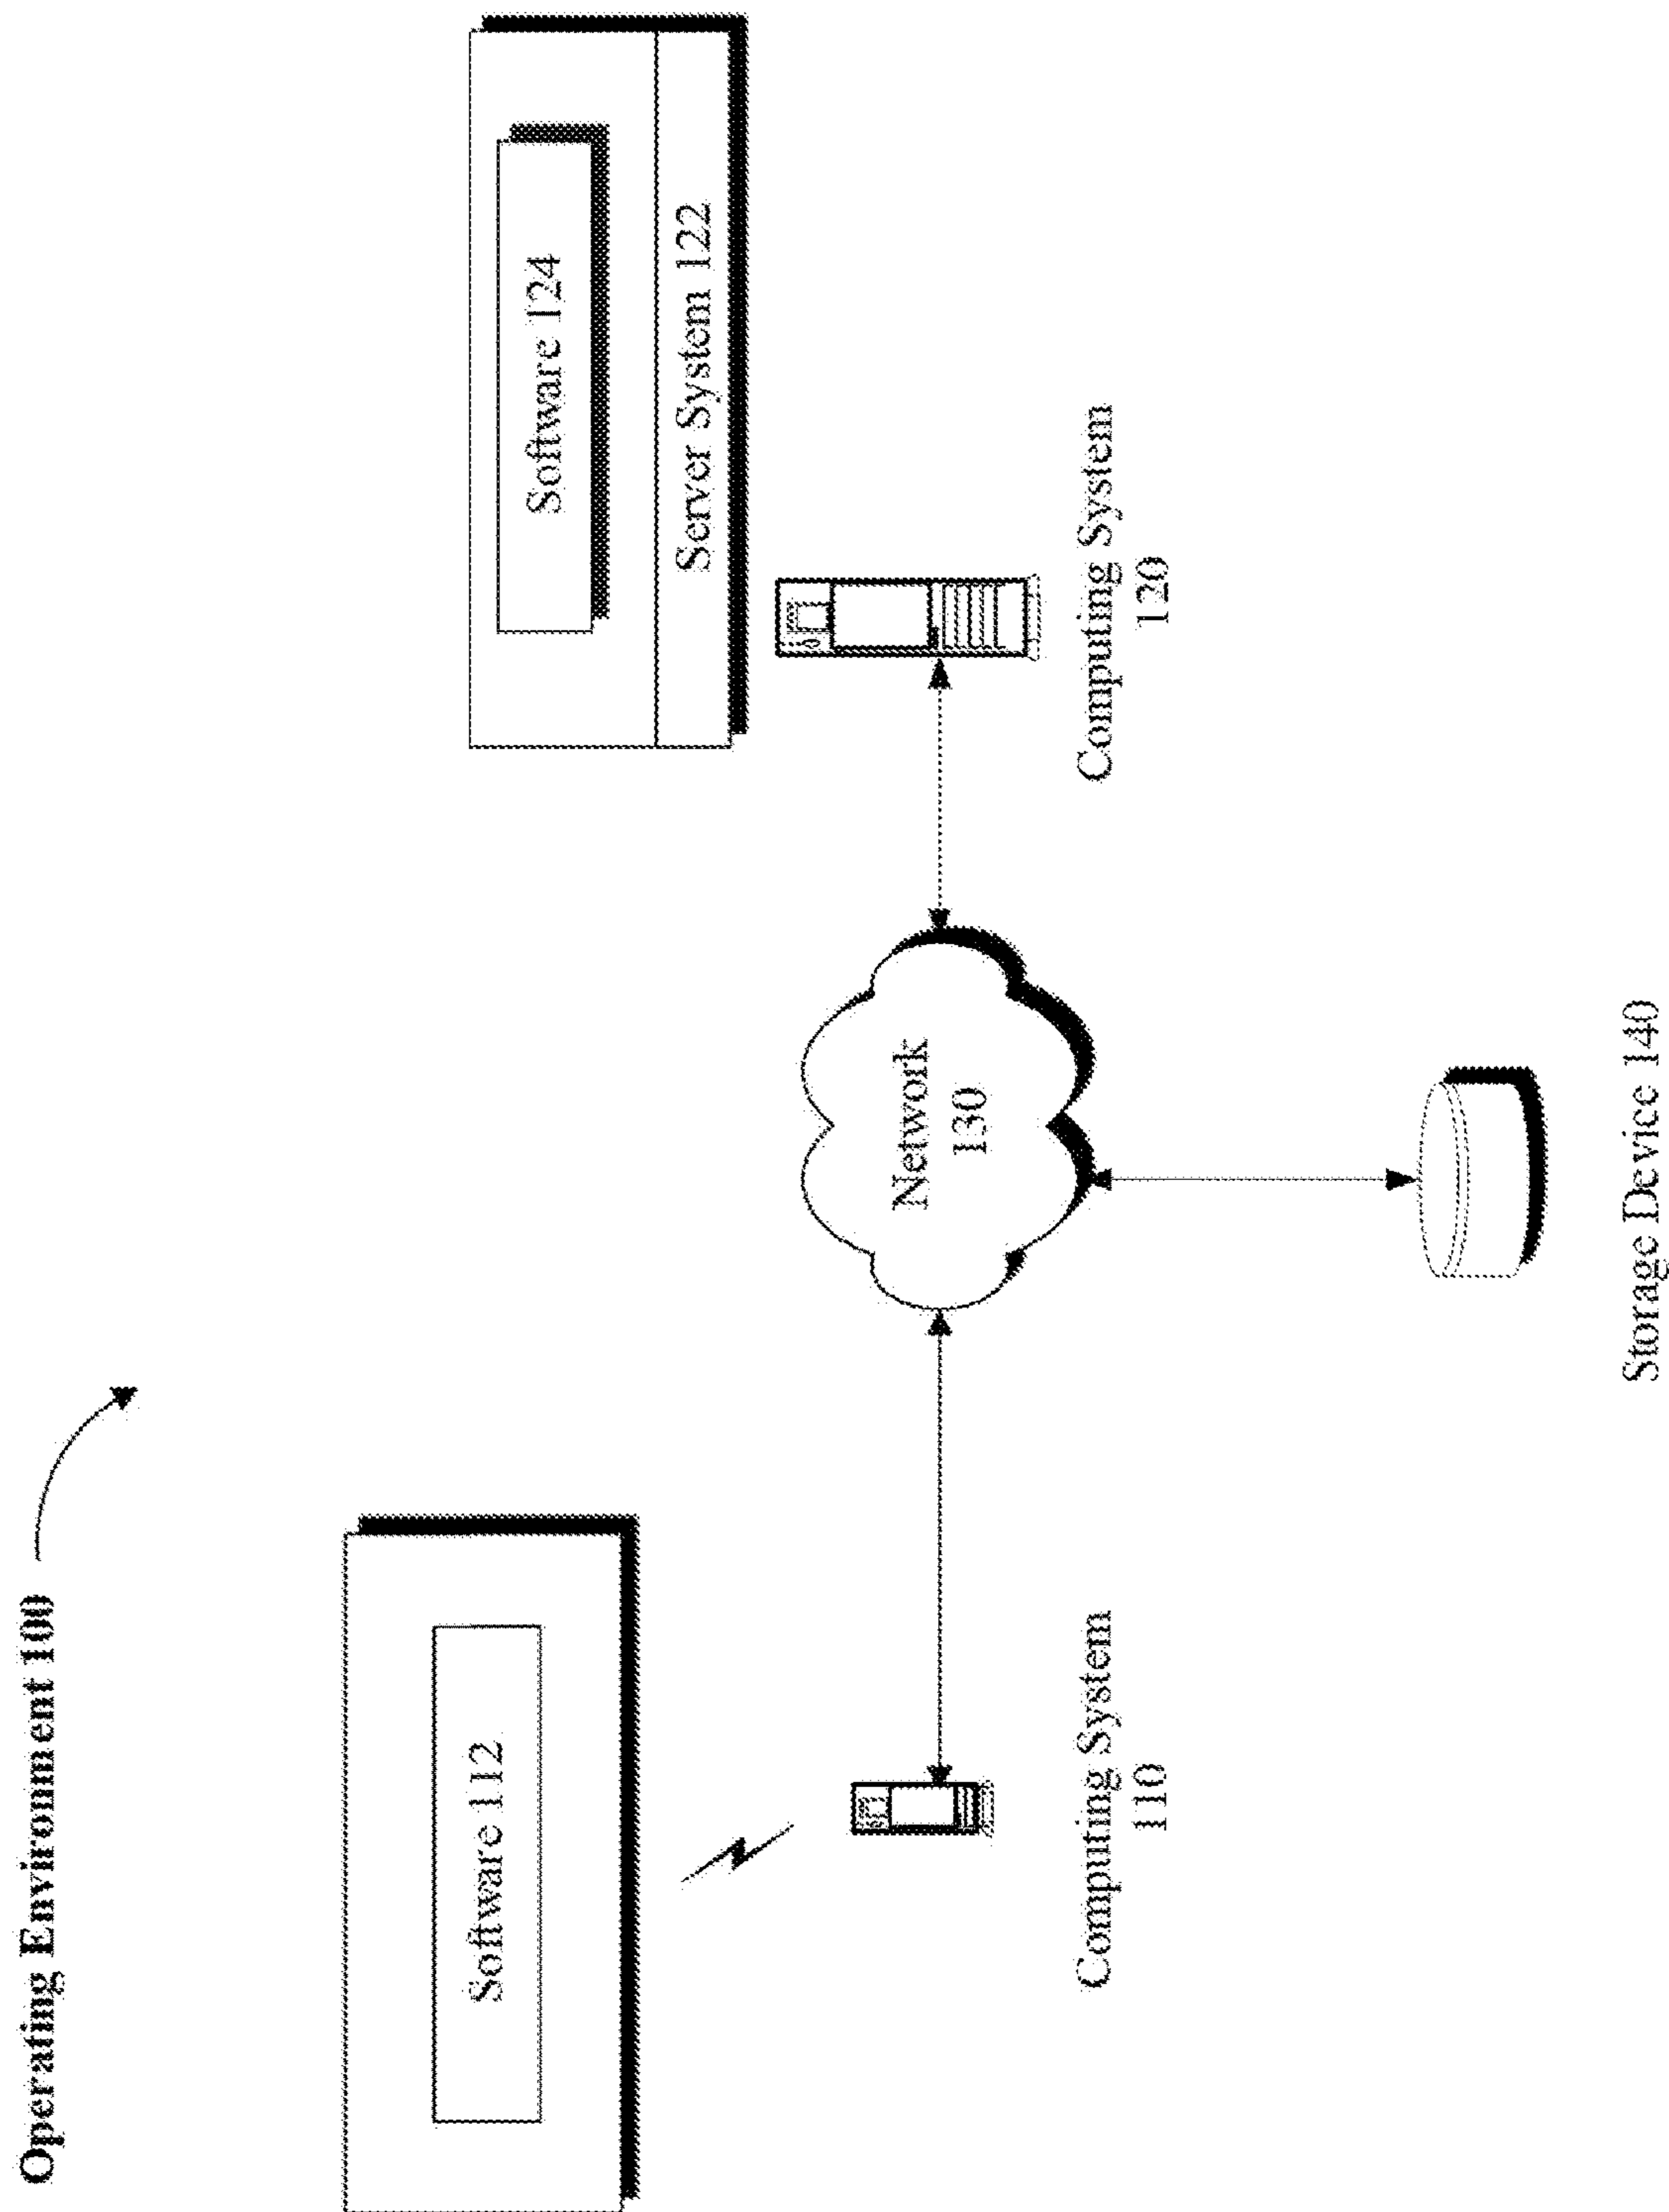 Operating Environment 100
Software 112
Software 124
Server System 122
Network
130
Computing System
110
Computing System
120
Storage Device 140